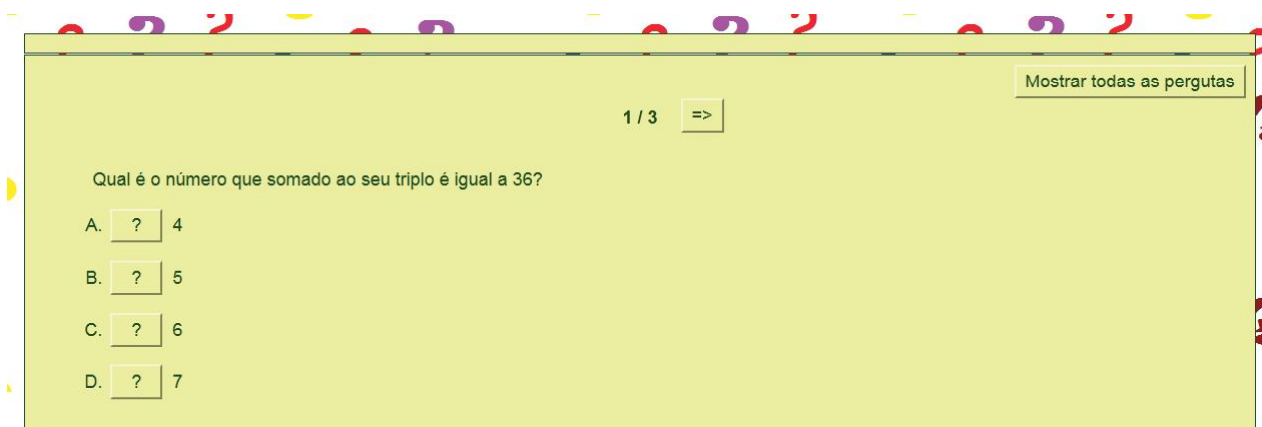 Mostrar todas as pergutas
1 / 3 =>
Qual é o número que somado ao seu triplo é igual a 36?
A. ? 4
B. ? 5
C. ? 6
D. ? 7